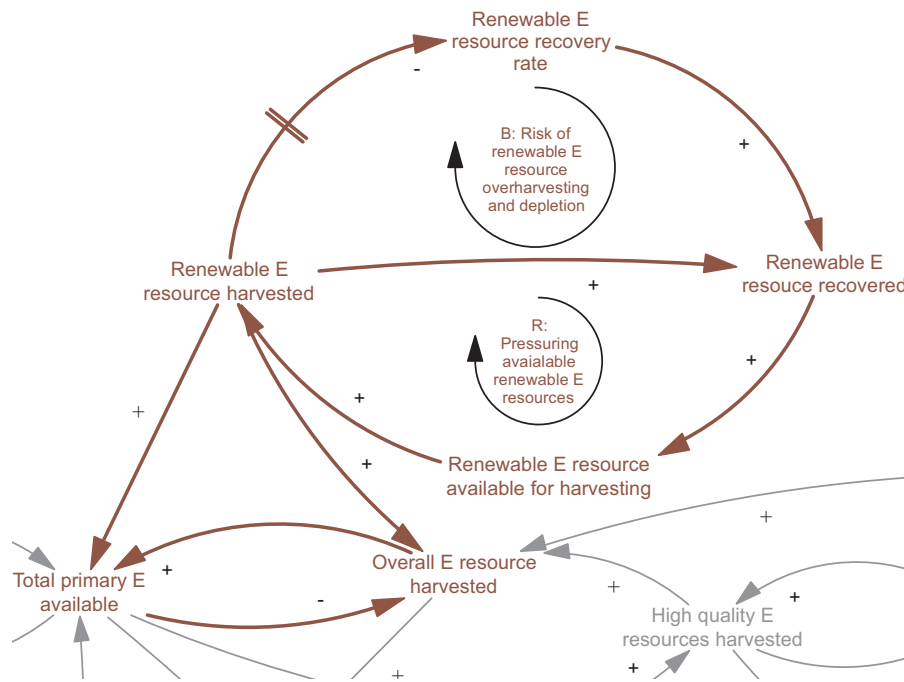 Renewable E
resource recovery
rate
-
+
B: Risk of
renewable E
resource
overharvesting
and depletion
Renewable E
resource harvested
Renewable E
resouce recovered
+
R:
Pressuring
avaialable
renewable E
resources
+
+
+
+
Renewable E resource
available for harvesting
+
Overall E resource
harvested
+
Total primary E
available
-
+
+
High quality E
resources harvested
+
+